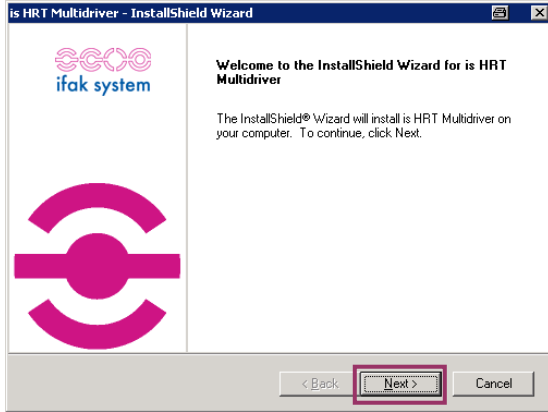 is HRT Multidriver - InstallShield Wizard
ifak system
Welcome to the InstallShield Wizard for is HRT
Multidriver
The InstallShield® Wizard will install is HRT Multidriver on
your computer. To continue, click Next.
< Back
Next >
Cancel